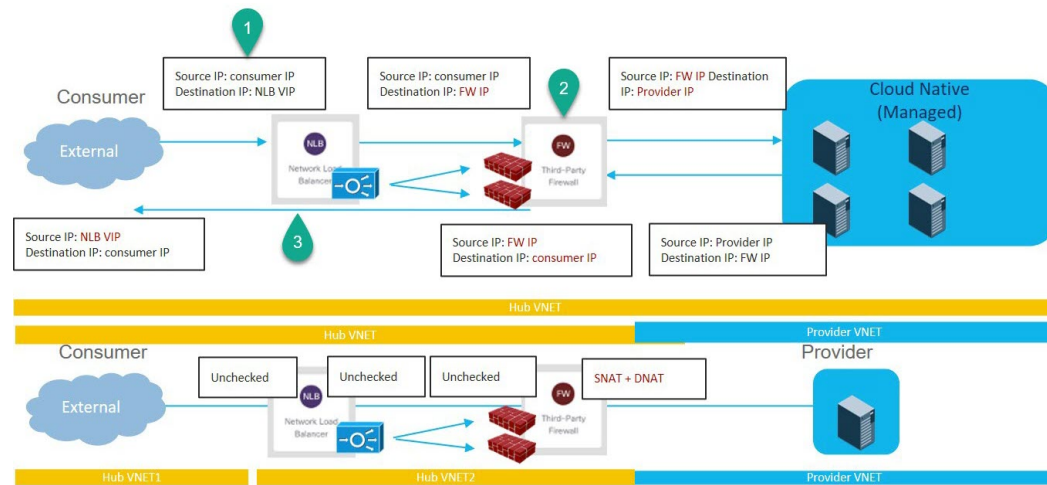 1
Source IP: consumer IP
Destination IP: NLB VIP
Source IP: consumer IP
Destination IP: FW IP
2
Source IP: FW IP Destination
IP: Provider IP
Consumer
Cloud Native
(Managed)
External
NLB
Network Load
Balancer
FW
Third-Party
Firewall
Source IP: NLB VIP
Destination IP: consumer IP
3
Source IP: FW IP
Destination IP: consumer IP
Source IP: Provider IP
Destination IP: FW IP
Hub VNET
Hub VNET
Provider VNET
Consumer
Provider
Unchecked
Unchecked
Unchecked
SNAT + DNAT
External
NLB
Network Load
Balancer
FW
Third-Party
Firewall
Hub VNET1
Hub VNET2
Provider VNET